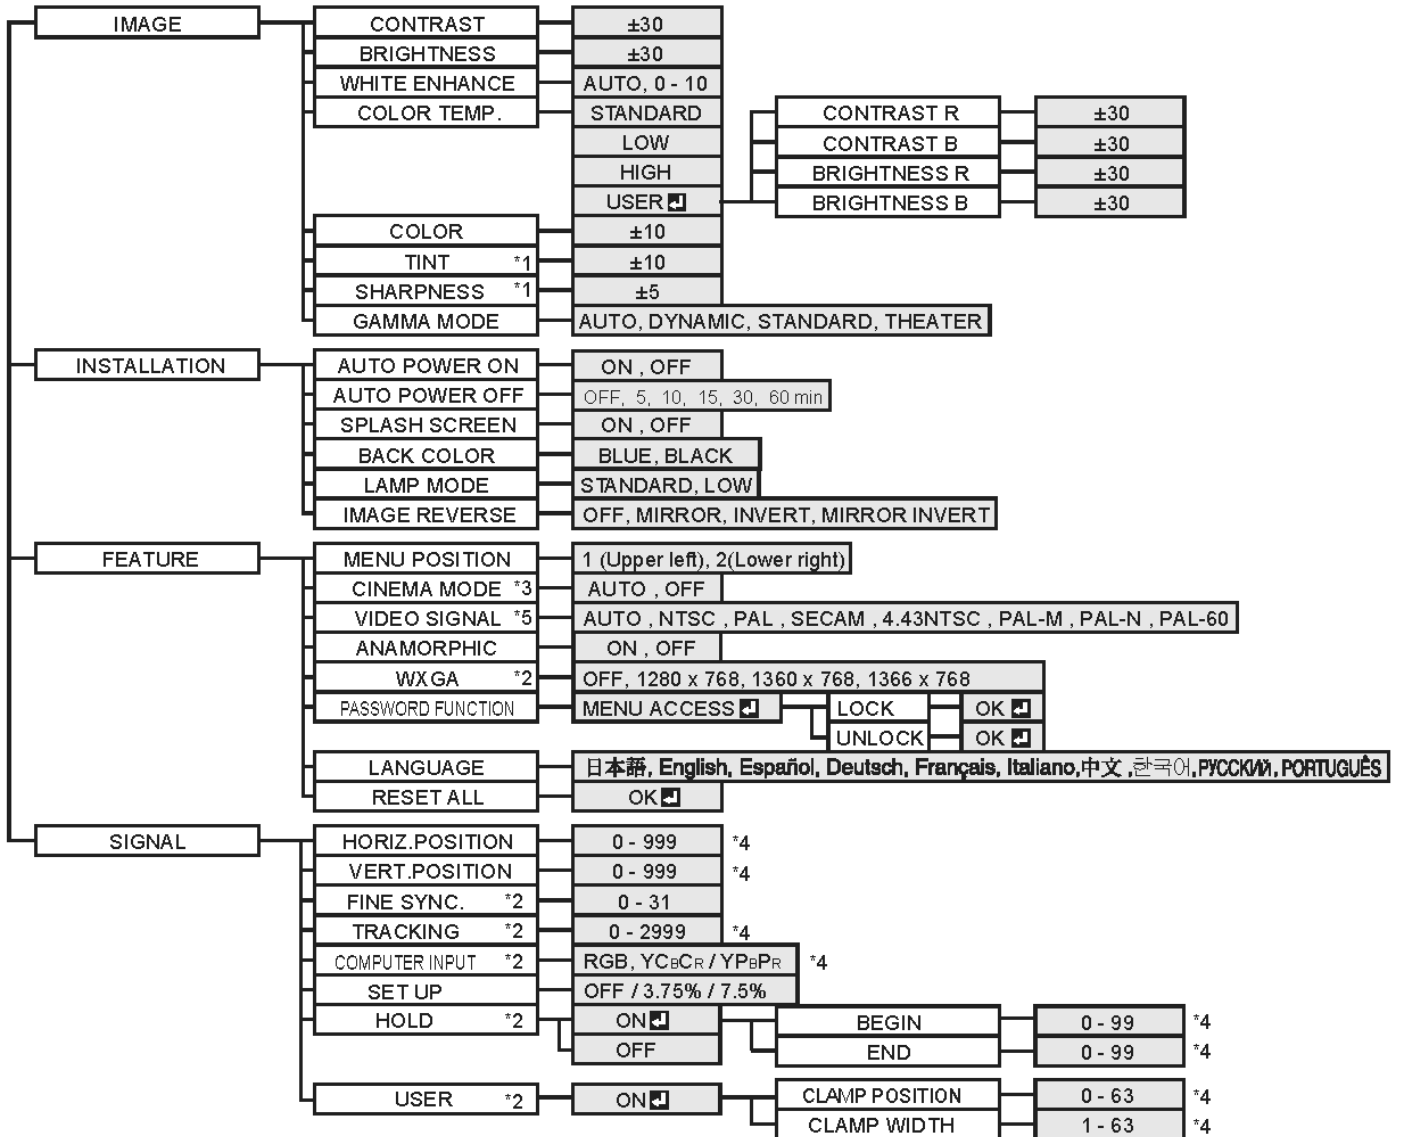 IMAGE CONTRAST ±30
BRIGHTNESS ±30
WHITE ENHANCE AUTO, 0 - 10
COLOR TEMP. STANDARD CONTRAST R ±30
LOW CONTRAST B ±30
HIGH BRIGHTNESS R ±30
USER BRIGHTNESS B ±30
COLOR ±10
TINT *1 ±10
SHARPNESS *1 ±5
GAMMA MODE AUTO, DYNAMIC, STANDARD, THEATER
INSTALLATION AUTO POWER ON ON , OFF
AUTO POWER OFF OFF, 5, 10, 15, 30, 60 min
SPLASH SCREEN ON , OFF
BACK COLOR BLUE, BLACK
LAMP MODE STANDARD, LOW
IMAGE REVERSE OFF, MIRROR, INVERT, MIRROR INVERT
FEATURE MENU POSITION 1 (Upper left), 2(Lower right)
CINEMA MODE *3 AUTO , OFF
VIDEO SIGNAL *5 AUTO , NTSC , PAL , SECAM , 4.43NTSC , PAL-M , PAL-N , PAL-60
ANAMORPHIC ON , OFF
WXGA *2 OFF, 1280 x 768, 1360 x 768, 1366 x 768
PASSWORD FUNCTION MENU ACCESS LOCK OK
UNLOCK OK
LANGUAGE 日本語, English, Español, Deutsch, Français, Italiano,中文 ,한국어,РУССКИЙ, PORTUGUÊS
RESET ALL OK
SIGNAL HORIZ.POSITION 0 - 999 *4
VERT.POSITION 0 - 999 *4
FINE SYNC. *2 0 - 31
TRACKING *2 0 - 2999 *4
COMPUTER INPUT *2 RGB, YCBCR / YPBPR *4
SET UP OFF / 3.75% / 7.5%
HOLD *2 ON BEGIN 0 - 99 *4
OFF END 0 - 99 *4
USER *2 ON CLAMP POSITION 0 - 63 *4
CLAMP WIDTH 1 - 63 *4